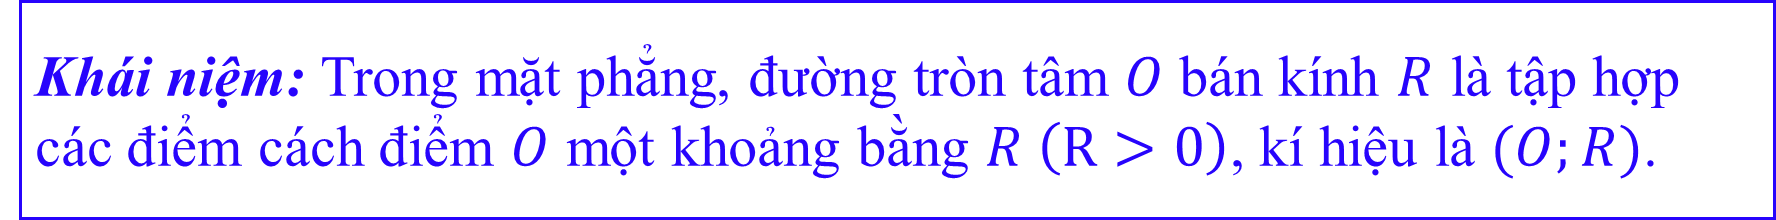 Khái niệm: Trong mặt phẳng, đường tròn tâm O bán kính R là tập hợp
các điểm cách điểm O một khoảng bằng R (R > 0), kí hiệu là (O; R).